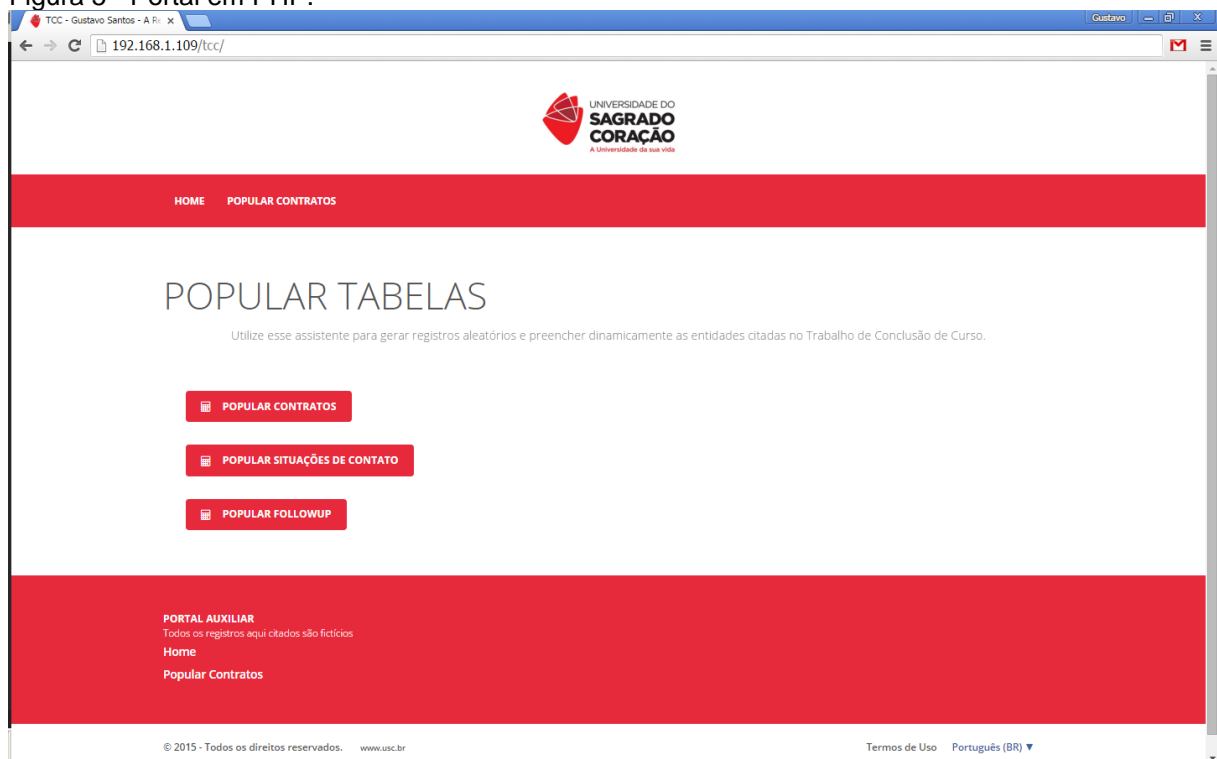 Figura 3 - Portal em PHP.
TCC - Gustavo Santos - A Re
Gustavo
192.168.1.109/tcc/
UNIVERSIDADE DO
SAGRADO
CORAÇÃO
A Universidade da sua vida
HOME POPULAR CONTRATOS
POPULAR TABELAS
Utilize esse assistente para gerar registros aleatórios e preencher dinamicamente as entidades citadas no Trabalho de Conclusão de Curso.
POPULAR CONTRATOS
POPULAR SITUAÇÕES DE CONTATO
POPULAR FOLLOWUP
PORTAL AUXILIAR
Todos os registros aqui citados são fictícios
Home
Popular Contratos
© 2015 - Todos os direitos reservados. www.usc.br Termos de Uso Português (BR) ▼